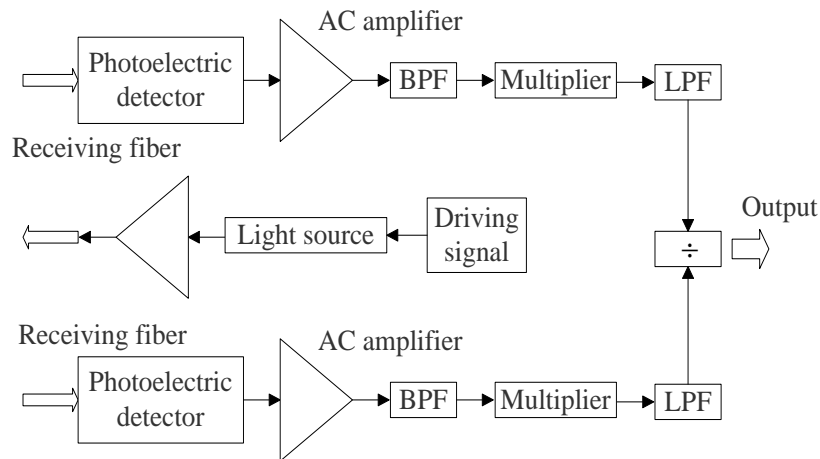 AC amplifier
Photoelectric
detector
BPF
Multiplier
LPF
Receiving fiber
Light source
Driving
signal
Output
÷
Receiving fiber
AC amplifier
Photoelectric
detector
BPF
Multiplier
LPF